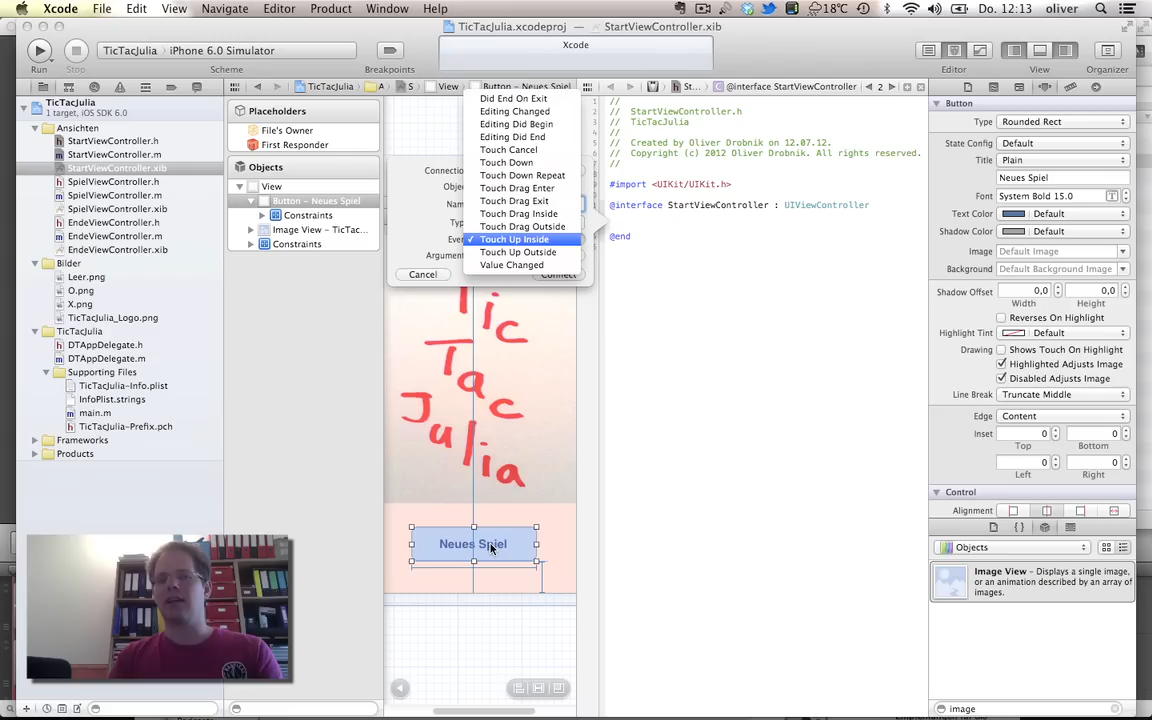 Xcode File Edit View Navigate Editor Product Window Help 18°C Do. 12:13 oliver
TicTacJulia.xcodeproj — StartViewController.xib
TicTacJulia iPhone 6.0 Simulator
Xcode
Run Stop Scheme Breakpoints Editor View Organizer
TicTacJulia A S View Button – Neues Spiel St... @interface StartViewController 2
TicTacJulia
1 target, iOS SDK 6.0
Ansichten
StartViewController.h
StartViewController.m
StartViewController.xib
SpielViewController.h
SpielViewController.m
SpielViewController.xib
EndeViewController.h
EndeViewController.m
EndeViewController.xib
Bilder
Leer.png
O.png
X.png
TicTacJulia_Logo.png
TicTacJulia
DTAppDelegate.h
DTAppDelegate.m
Supporting Files
TicTacJulia-Info.plist
InfoPlist.strings
main.m
TicTacJulia-Prefix.pch
Frameworks
Products
Placeholders
File's Owner
First Responder
Objects
View
Button - Neues Spiel
Constraints
Image View - TicTac...
Constraints
Connectio
Obje
Nam
Typ
Eve
Argumen
Cancel Connect
Did End On Exit
Editing Changed
Editing Did Begin
Editing Did End
Touch Cancel
Touch Down
Touch Down Repeat
Touch Drag Enter
Touch Drag Exit
Touch Drag Inside
Touch Drag Outside
✓ Touch Up Inside
Touch Up Outside
Value Changed
Tic
Tac
Julia
Neues Spiel
//
// StartViewController.h
// TicTacJulia
//
// Created by Oliver Drobnik on 12.07.12.
// Copyright (c) 2012 Oliver Drobnik. All rights reserved.
//
#import <UIKit/UIKit.h>
@interface StartViewController : UIViewController
@end
Button
Type Rounded Rect
State Config Default
Title Plain
Neues Spiel
Font System Bold 15.0
Text Color Default
Shadow Color Default
Image Default Image
Background Default Background Image
Shadow Offset 0,0 0,0
Width Height
Reverses On Highlight
Highlight Tint Default
Drawing Shows Touch On Highlight
Highlighted Adjusts Image
Disabled Adjusts Image
Line Break Truncate Middle
Edge Content
Inset 0 0
Top Bottom
0 0
Left Right
Control
Alignment
Objects
Image View - Displays a single image, or an animation described by an array of images.
image